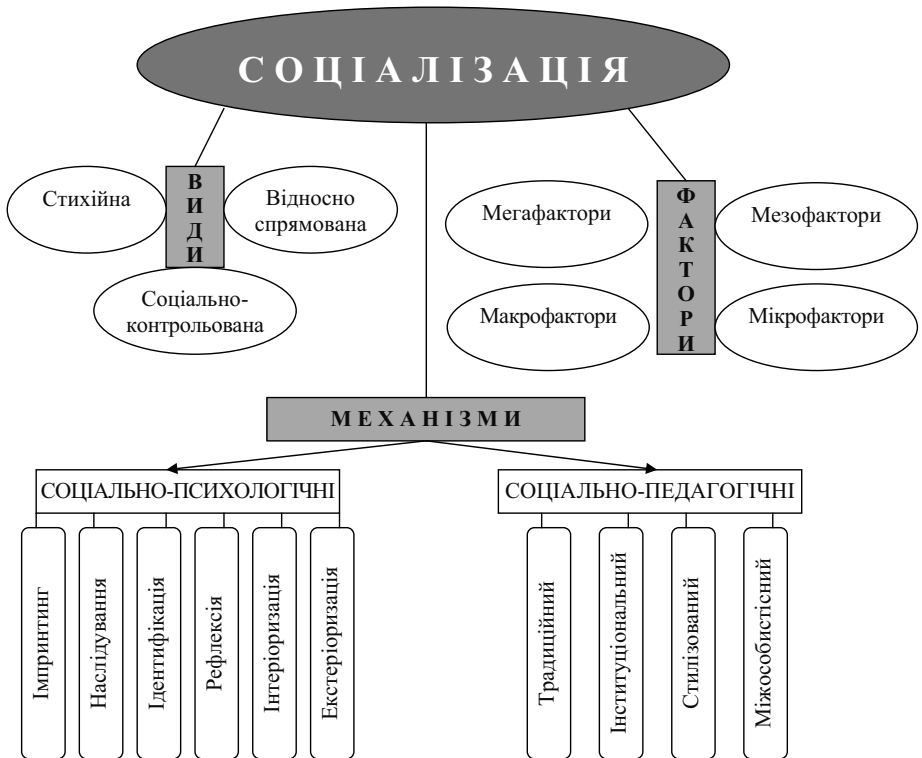 С О Ц І А Л І З А Ц І Я
В И Д И
Стихійна
Відносно
спрямована
Соціально-
контрольована
Ф А К Т О Р И
Мегафактори
Мезофактори
Макрофактори
Мікрофактори
М Е Х А Н І З М И
СОЦІАЛЬНО-ПСИХОЛОГІЧНІ
СОЦІАЛЬНО-ПЕДАГОГІЧНІ
Імпринтинг
Наслідування
Ідентифікація
Рефлексія
Інтеріоризація
Екстеріоризація
Традиційний
Інституціональний
Стилізований
Міжособистісний